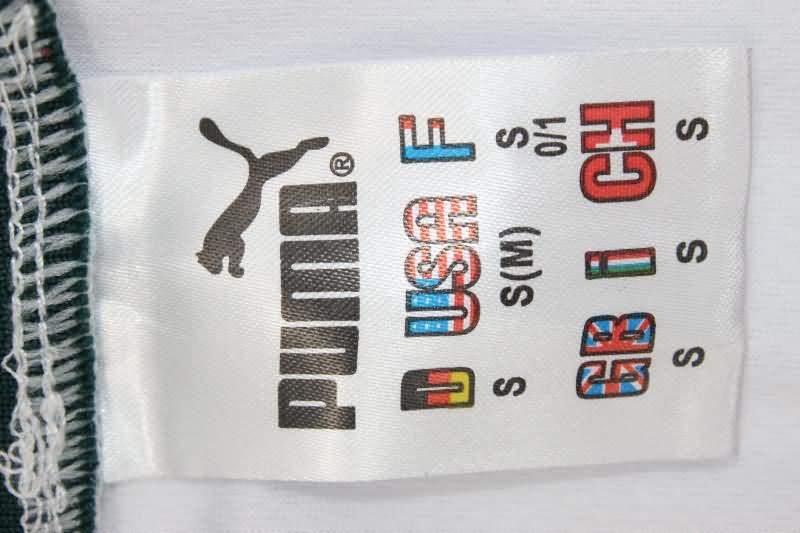 PUMA®
D USA F
S S(M) S
0/1
GB I CH
S S S